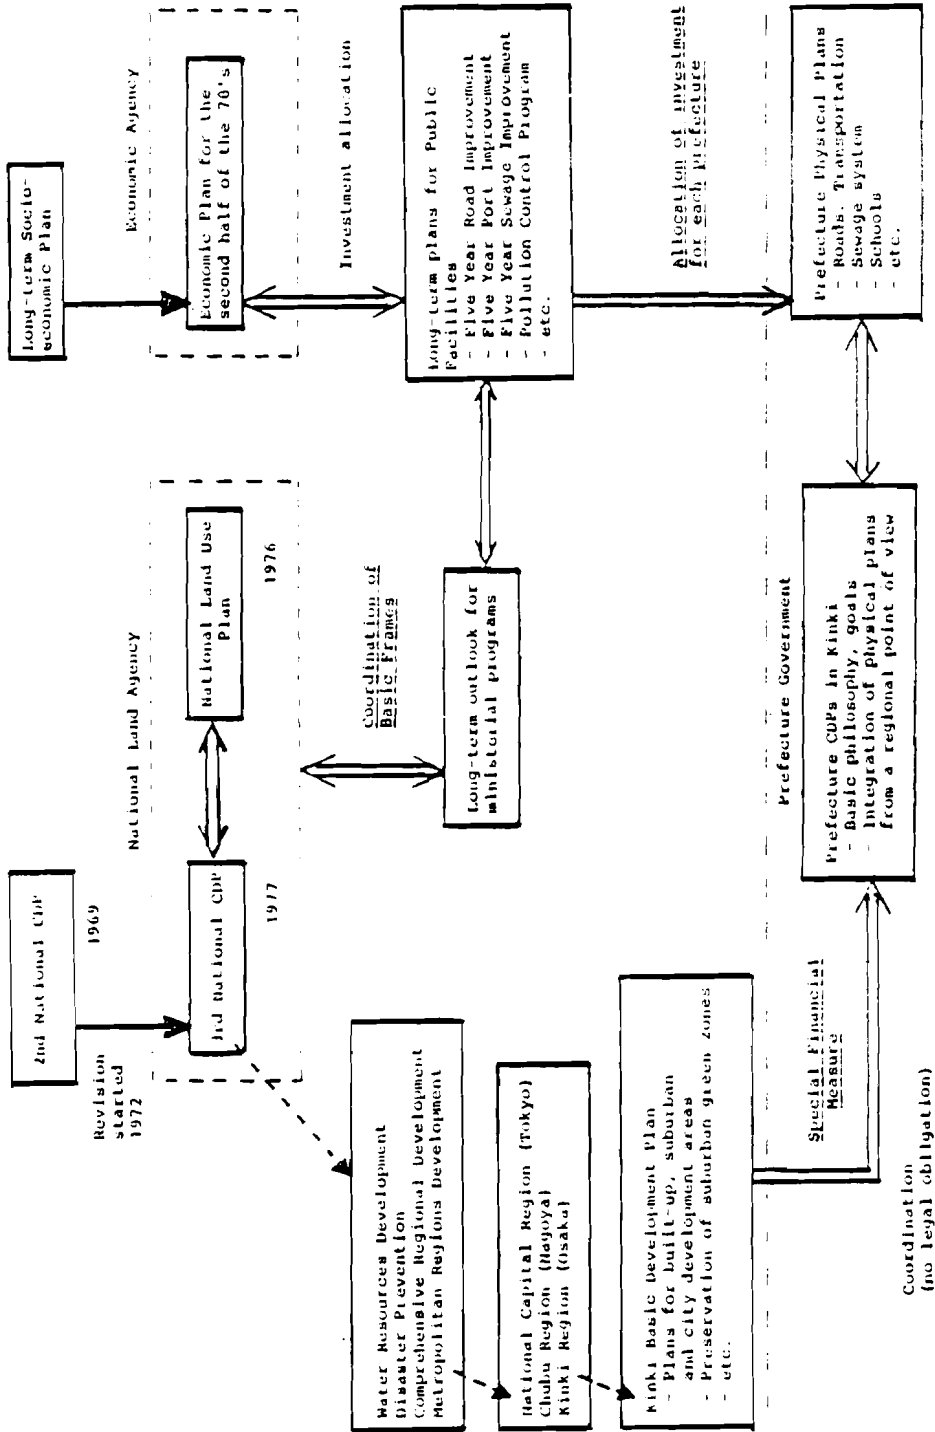 2nd National CDP
1969
Revision
started
1972
National Land Agency
3rd National CDP
1977
National Land Use
Plan
1976
Long-term Socio-
economic Plan
Economic Agency
Economic Plan for the
second half of the 70's
Investment allocation
Water Resources Development
Disaster Prevention
Comprehensive Regional Development
Metropolitan Regions Development
National Capital Region (Tokyo)
Chubu Region (Nagoya)
Kinki Region (Osaka)
Coordination of
Basic Frames
Long-term outlook for
ministerial programs
Long-term plans for Public
Facilities
- Five Year Road Improvement
- Five Year Port Improvement
- Five Year Sewage Improvement
- Pollution Control Program
- etc.
Kinki Basic Development Plan
- Plans for built-up, suburban
and city development areas
- Preservation of suburban green zones
- etc.
Allocation of investment
for each prefecture
Prefecture Government
Special Financial
Measure
Prefecture CDPs in Kinki
- Basic philosophy, goals
- Integration of physical plans
from a regional point of view
Prefecture Physical Plans
- Roads. Transportation
- Sewage system
- Schools
- etc.
Coordination
(no legal obligation)